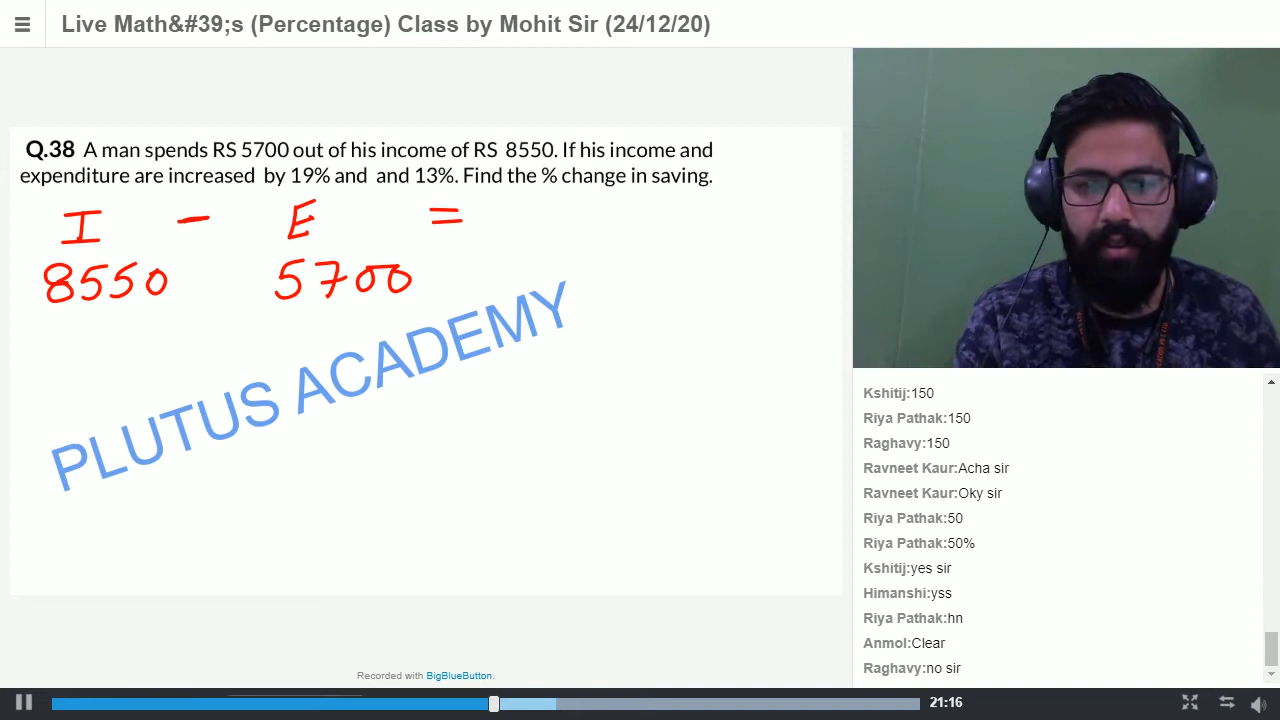 Live Math&#39;s (Percentage) Class by Mohit Sir (24/12/20)
Q.38 A man spends RS 5700 out of his income of RS 8550. If his income and
expenditure are increased by 19% and and 13%. Find the % change in saving.
I - E =
8550 5700
PLUTUS ACADEMY
Recorded with BigBlueButton.
Kshitij:150
Riya Pathak:150
Raghavy:150
Ravneet Kaur:Acha sir
Ravneet Kaur:Oky sir
Riya Pathak:50
Riya Pathak:50%
Kshitij:yes sir
Himanshi:yss
Riya Pathak:hn
Anmol:Clear
Raghavy:no sir
21:16